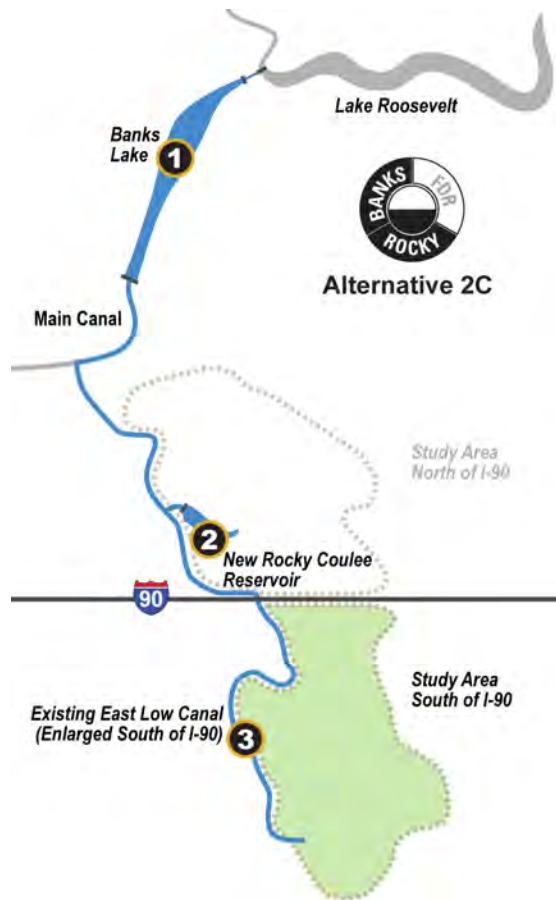 Lake Roosevelt
Banks
Lake
1
BANKS
FDR
ROCKY
Alternative 2C
Main Canal
Study Area
North of I-90
2
New Rocky Coulee
Reservoir
90
Study Area
South of I-90
Existing East Low Canal
(Enlarged South of I-90)
3